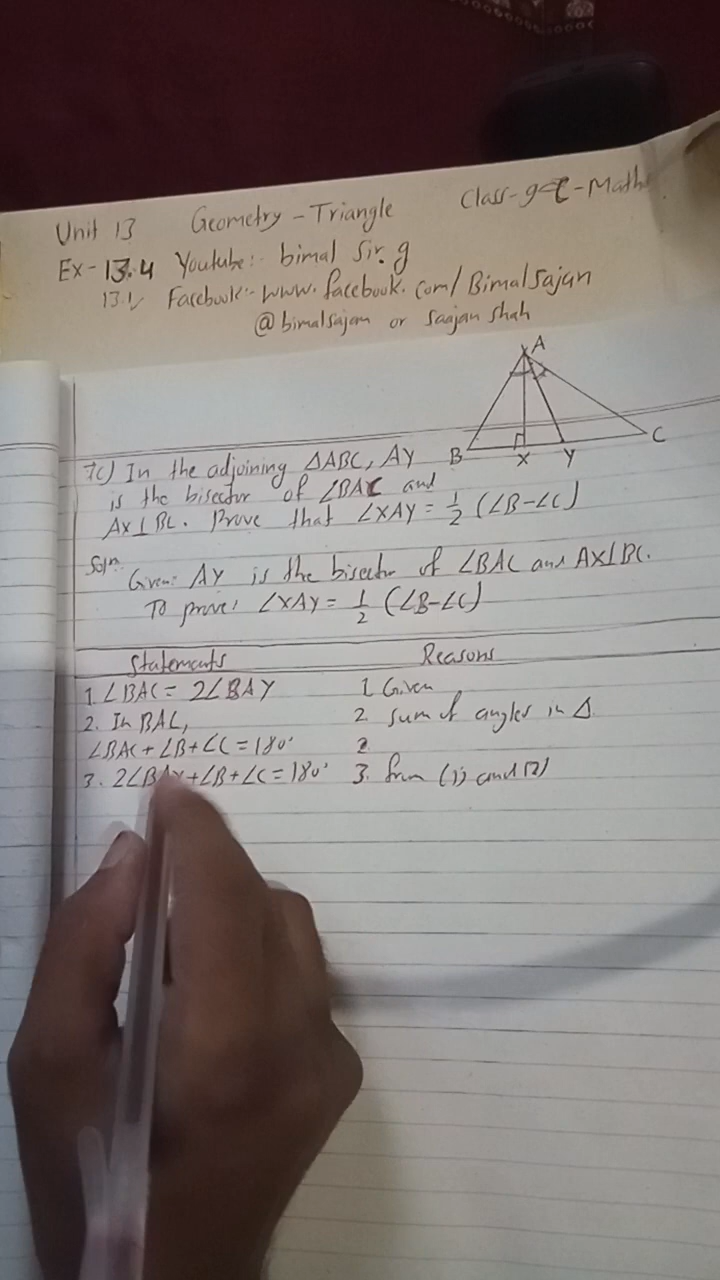 Unit 13 Geometry - Triangle Class-9 - Maths
Ex- 13.4 Youtube:- bimal Sir.g
13.1 Facebook:- www.facebook.com/BimalSajan
@bimalsajan or Saajan Shah
A
B X Y C
7c) In the adjoining ΔABC, AY
is the bisector of ∠BAC and
AX⊥BC. Prove that ∠XAY = 1/2 (∠B-∠C)
Soln
Given: AY is the bisector of ∠BAC and AX⊥BC.
To prove: ∠XAY = 1/2 (∠B-∠C)
Statements Reasons
1. ∠BAC = 2∠BAY 1. Given
2. In BAC, 2. Sum of angles in Δ.
∠BAC + ∠B + ∠C = 180° 2.
3. 2∠BAY + ∠B + ∠C = 180° 3. from (1) and (2)